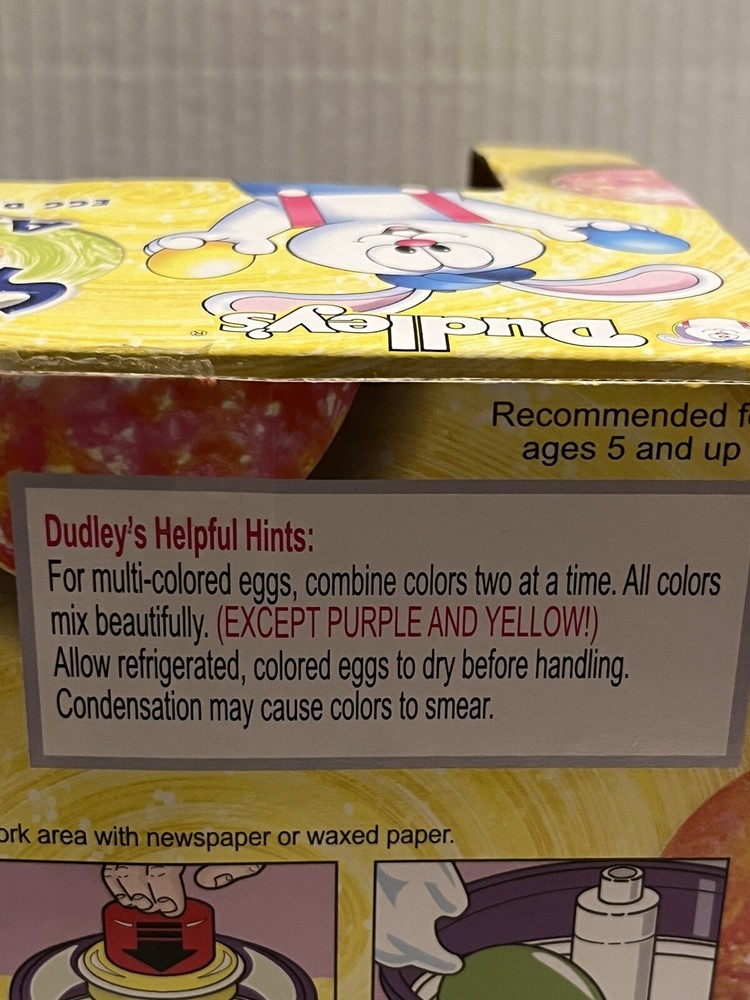 EGG D
Dudley's®
Recommended
ages 5 and up
Dudley's Helpful Hints:
For multi-colored eggs, combine colors two at a time. All colors
mix beautifully. (EXCEPT PURPLE AND YELLOW!)
Allow refrigerated, colored eggs to dry before handling.
Condensation may cause colors to smear.
area with newspaper or waxed paper.